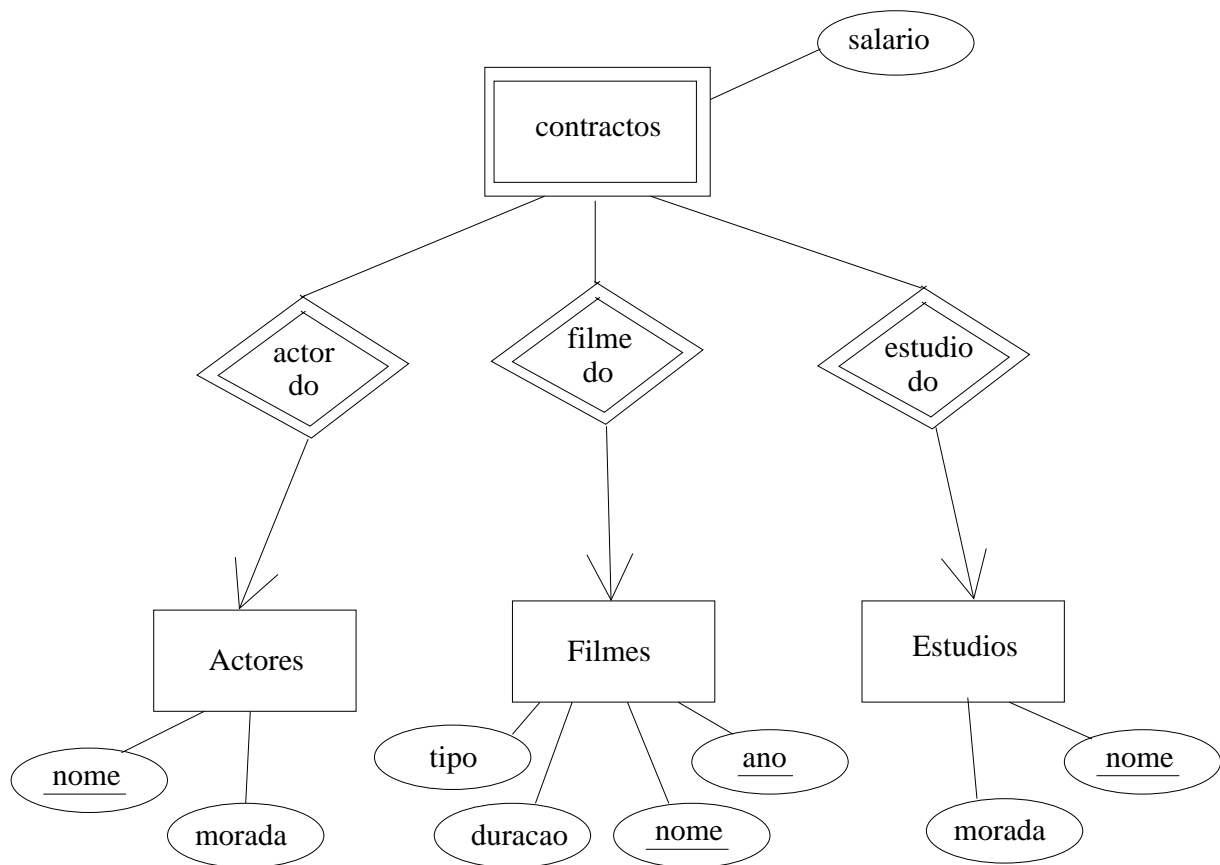 salario
contractos
actor
do
filme
do
estudio
do
Actores
Filmes
Estudios
nome
morada
tipo
duracao
nome
ano
morada
nome